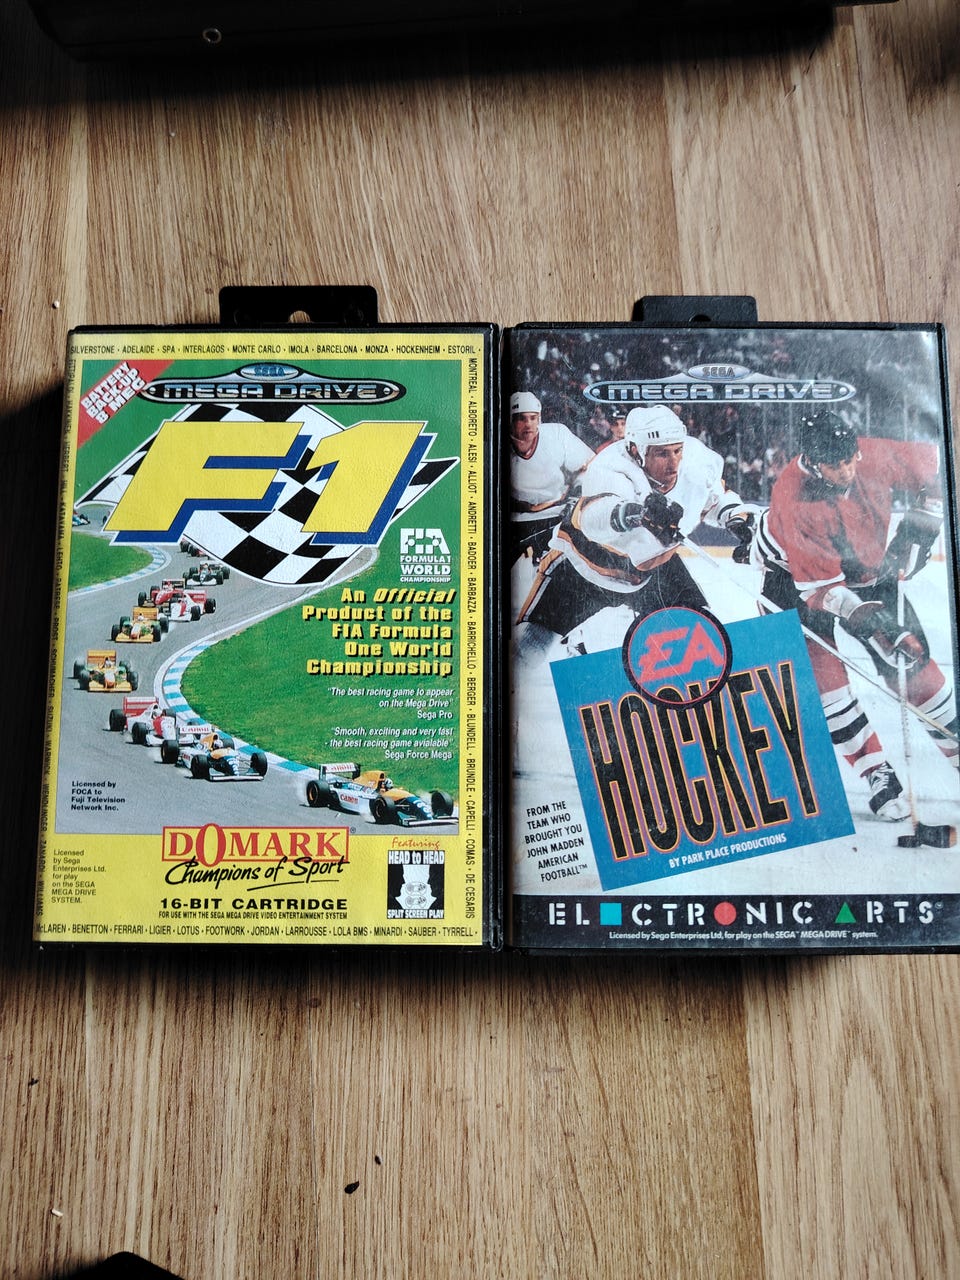 SILVERSTONE · ADELAIDE · SPA · INTERLAGOS · MONTE CARLO · IMOLA · BARCELONA · MONZA · HOCKENHEIM · ESTORIL ·
MONTREAL · ALBORETO · ALESI · ALLIOT · ANDRETTI · BADOER · BARBAZZA · BARRICHELLO · BERGER · BLUNDELL · BRUNDLE · CAPELLI · COMAS · DE CESARIS
BATTERY
BACK-UP
8 MEG
SEGA
MEGA DRIVE
F1
FIA
FORMULA 1
WORLD
CHAMPIONSHIP
An Official
Product of the
FIA Formula
One World
Championship
"The best racing game to appear
on the Mega Drive"
Sega Pro
"Smooth, exciting and very fast
- the best racing game avialable"
Sega Force Mega
Canon
Licensed by
FOCA to
Fuji Television
Network Inc.
DOMARK®
Champions of Sport
Licensed
by Sega
Enterprises Ltd.
for play
on the SEGA
MEGA DRIVE
SYSTEM.
16-BIT CARTRIDGE
FOR USE WITH THE SEGA MEGA DRIVE VIDEO ENTERTAINMENT SYSTEM
Featuring
HEAD to HEAD
SPLIT SCREEN PLAY
McLAREN · BENETTON · FERRARI · LIGIER · LOTUS · FOOTWORK · JORDAN · LARROUSSE · LOLA BMS · MINARDI · SAUBER · TYRRELL ·
SEGA
MEGA DRIVE
EA
HOCKEY
BY PARK PLACE PRODUCTIONS
FROM THE
TEAM WHO
BROUGHT YOU
JOHN MADDEN
AMERICAN
FOOTBALL™
ELECTRONIC ARTS™
Licensed by Sega Enterprises Ltd, for play on the SEGA™ MEGA DRIVE™ system.